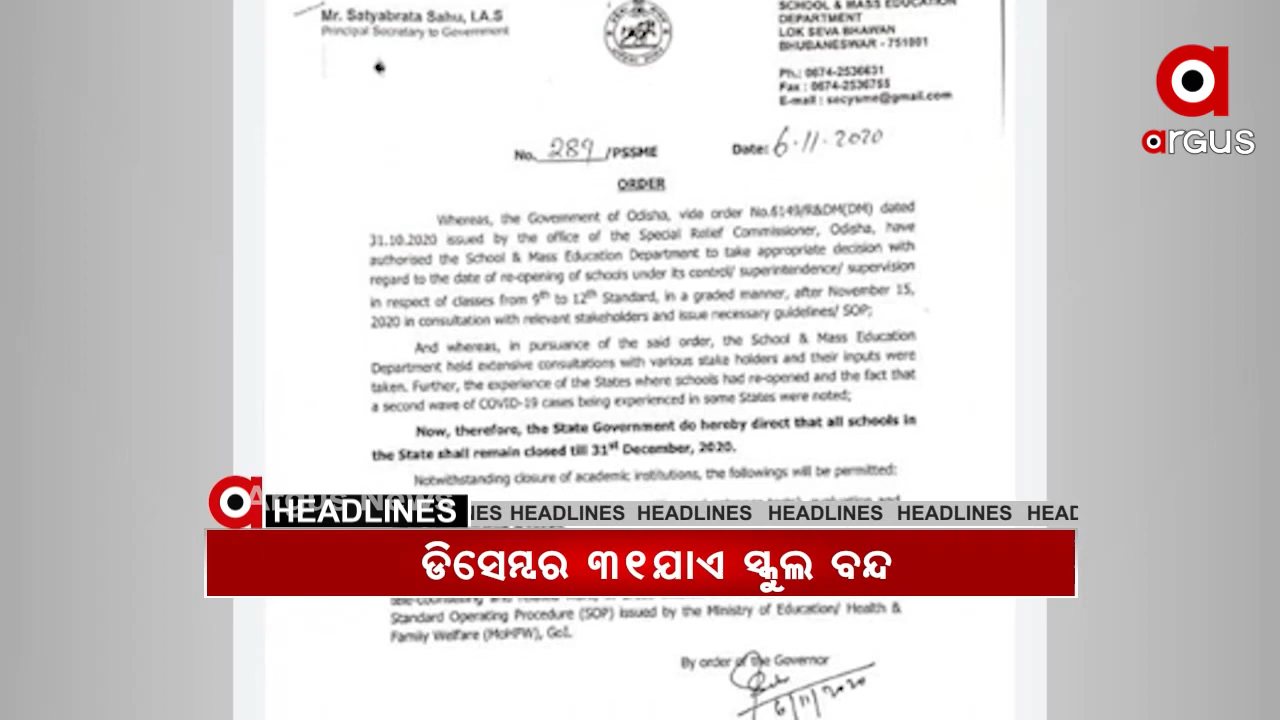 Mr. Satyabrata Sahu, I.A.S
Principal Secretary to Government
SCHOOL & MASS EDUCATION
DEPARTMENT
LOK SEVA BHAWAN
BHUBANESWAR - 751001
Ph.: 0674-2536631
Fax : 0674-2536755
E-mail : secysme@gmail.com
argus
No. 289/PSSME Date: 6.11.2020
ORDER
Whereas, the Government of Odisha, vide order No.6149/R&DM(DM) dated
31.10.2020 issued by the office of the Special Relief Commissioner, Odisha, have
authorised the School & Mass Education Department to take appropriate decision with
regard to the date of re-opening of schools under its control/ superintendence/ supervision
in respect of classes from 9th to 12th Standard, in a graded manner, after November 15,
2020 in consultation with relevant stakeholders and issue necessary guidelines/ SOP;
And whereas, in pursuance of the said order, the School & Mass Education
Department held extensive consultations with various stake holders and their inputs were
taken. Further, the experience of the States where schools had re-opened and the fact that
a second wave of COVID-19 cases being experienced in some States were noted;
Now, therefore, the State Government do hereby direct that all schools in
the State shall remain closed till 31st December, 2020.
Notwithstanding closure of academic institutions, the followings will be permitted:
HEADLINES INES HEADLINES HEADLINES HEADLINES HEADLINES HEAD
ଡିସେମ୍ବର ୩୧ଯାଏ ସ୍କୁଲ ବନ୍ଦ
Standard Operating Procedure (SOP) issued by the Ministry of Education/ Health &
Family Welfare (MoHFW), GoI.
By order of the Governor
6/11/2020